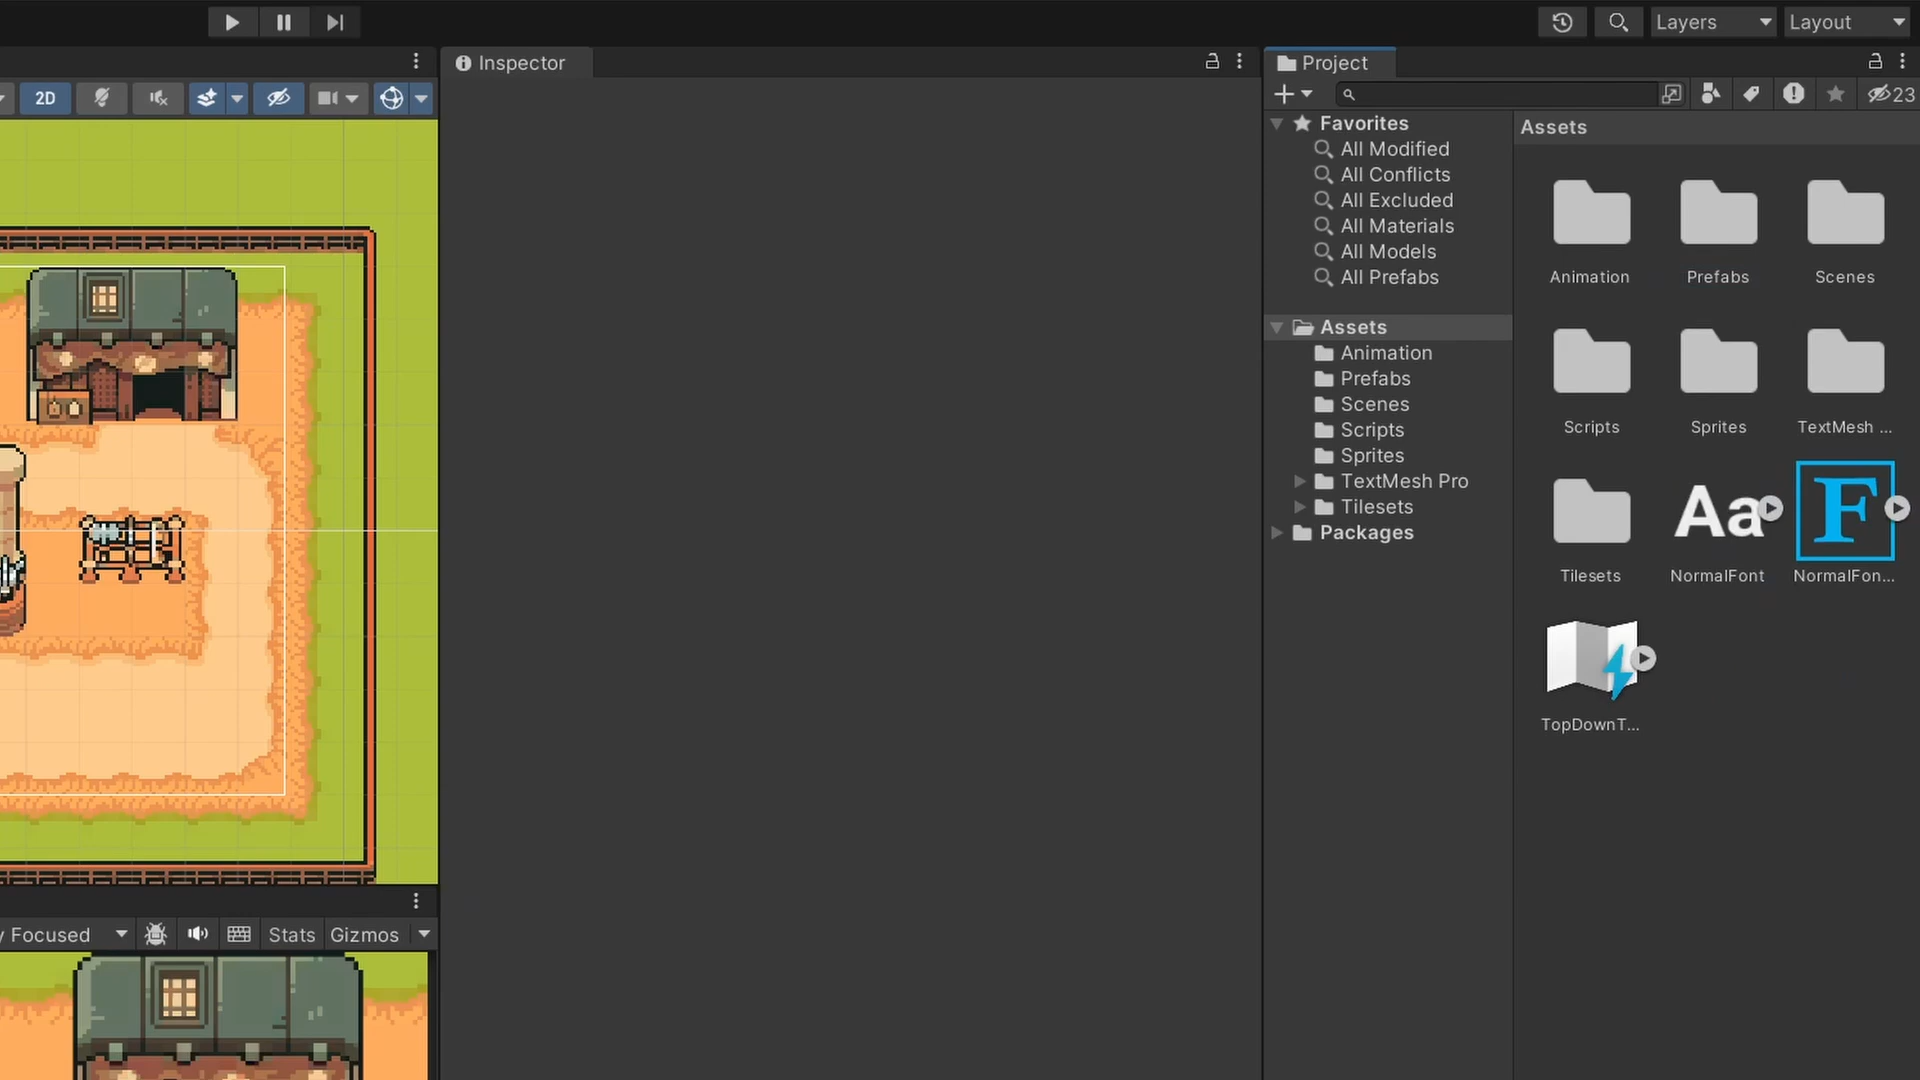 Layers
Layout
Inspector
Project
2D
23
Favorites
All Modified
All Conflicts
All Excluded
All Materials
All Models
All Prefabs
Assets
Animation
Prefabs
Scenes
Scripts
Sprites
TextMesh Pro
Tilesets
Packages
Assets
Animation
Prefabs
Scenes
Scripts
Sprites
TextMesh ...
Aa
F
Tilesets
NormalFont
NormalFon...
TopDownT...
y Focused
Stats
Gizmos